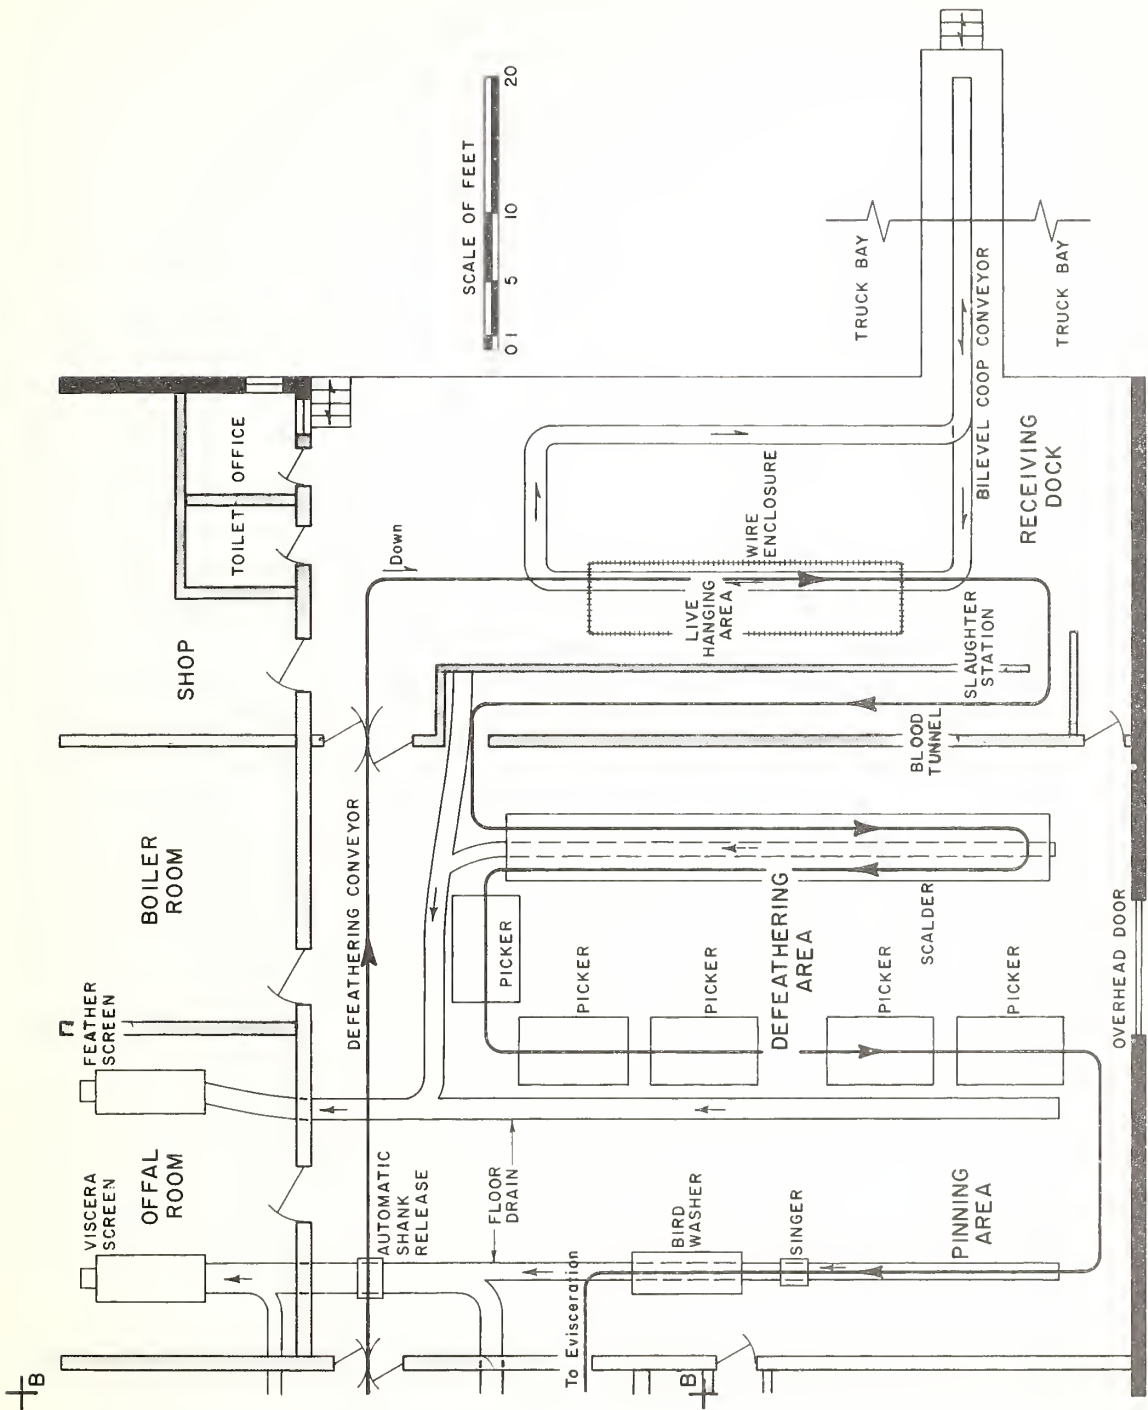 SCALE OF FEET
0 1 5 10 20
TRUCK BAY
TRUCK BAY
BILEVEL COOP CONVEYOR
RECEIVING
DOCK
TOILET
OFFICE
SHOP
Down
WIRE
ENCLOSURE
LIVE
HANGING
AREA
SLAUGHTER
STATION
BLOOD
TUNNEL
BOILER
ROOM
DEFEATHERING CONVEYOR
DEFEATHERING
AREA
SCALDER
PICKER
PICKER
PICKER
PICKER
PICKER
OVERHEAD DOOR
FEATHER
SCREEN
VISCERA
SCREEN
OFFAL
ROOM
AUTOMATIC
SHANK
RELEASE
FLOOR
DRAIN
BIRD
WASHER
SINGER
PINNING
AREA
To Evisceration
B
B